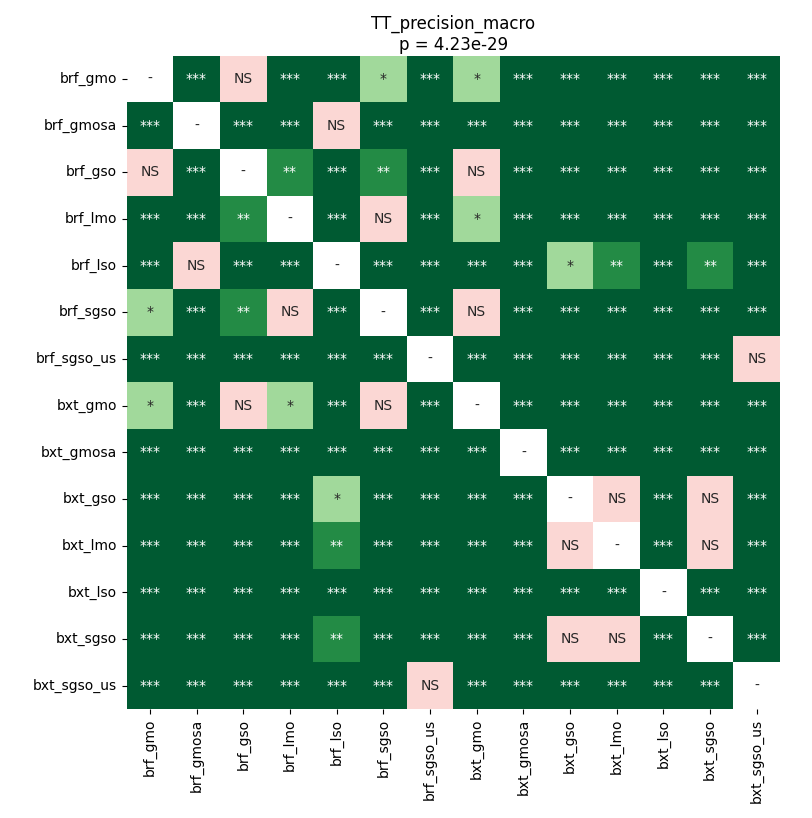 TT_precision_macro
p = 4.23e-29
brf_gmo - *** NS *** *** * *** * *** *** *** *** *** ***
brf_gmosa *** - *** *** NS *** *** *** *** *** *** *** *** ***
brf_gso NS *** - ** *** ** *** NS *** *** *** *** *** ***
brf_lmo *** *** ** - *** NS *** * *** *** *** *** *** ***
brf_lso *** NS *** *** - *** *** *** *** * ** *** ** ***
brf_sgso * *** ** NS *** - *** NS *** *** *** *** *** ***
brf_sgso_us *** *** *** *** *** *** - *** *** *** *** *** *** NS
bxt_gmo * *** NS * *** NS *** - *** *** *** *** *** ***
bxt_gmosa *** *** *** *** *** *** *** *** - *** *** *** *** ***
bxt_gso *** *** *** *** * *** *** *** *** - NS *** NS ***
bxt_lmo *** *** *** *** ** *** *** *** *** NS - *** NS ***
bxt_lso *** *** *** *** *** *** *** *** *** *** *** - *** ***
bxt_sgso *** *** *** *** ** *** *** *** *** NS NS *** - ***
bxt_sgso_us *** *** *** *** *** *** NS *** *** *** *** *** *** -
brf_gmo brf_gmosa brf_gso brf_lmo brf_lso brf_sgso brf_sgso_us bxt_gmo bxt_gmosa bxt_gso bxt_lmo bxt_lso bxt_sgso bxt_sgso_us